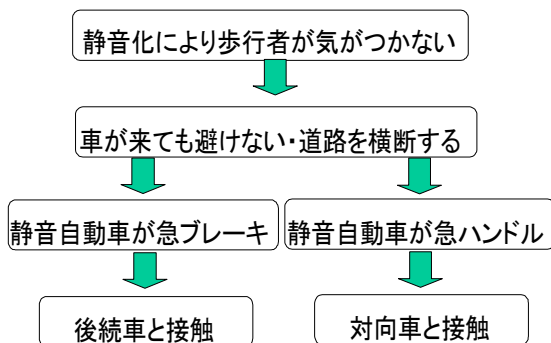 静音化により歩行者が気がつかない
車が来ても避けない・道路を横断する
静音自動車が急ブレーキ
静音自動車が急ハンドル
後続車と接触
対向車と接触